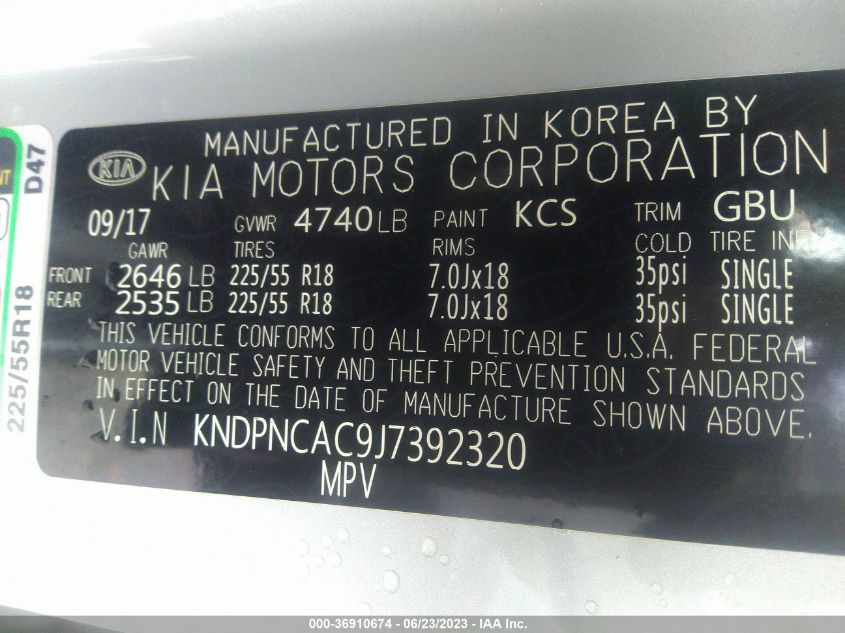 MANUFACTURED IN KOREA BY
KIA KIA MOTORS CORPORATION
09/17 GVWR 4740LB PAINT KCS TRIM GBU
GAWR TIRES RIMS COLD TIRE
FRONT 2646 LB 225/55 R18 7.0Jx18 35psi SINGLE
REAR 2535 LB 225/55 R18 7.0Jx18 35psi SINGLE
THIS VEHICLE CONFORMS TO ALL APPLICABLE U.S.A. FEDERAL
MOTOR VEHICLE SAFETY AND THEFT PREVENTION STANDARDS
IN EFFECT ON THE DATE OF MANUFACTURE SHOWN ABOVE.
V.I.N KNDPNCAC9J7392320
MPV
225/55R18 D47
000-36910674 / 06/23/2023 - IAA Inc.